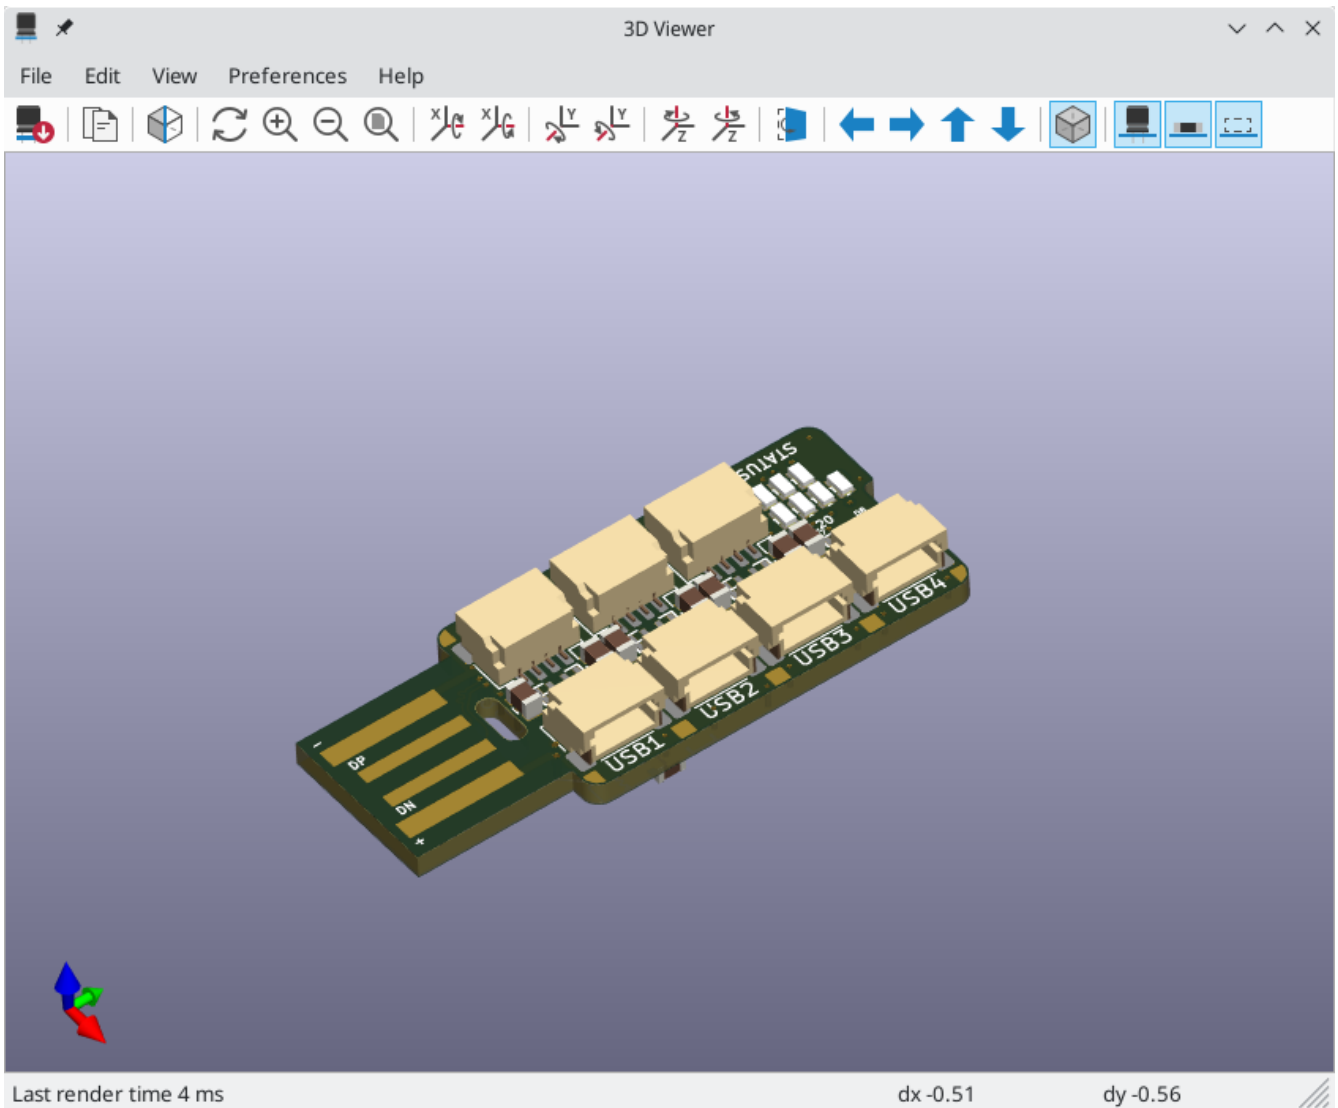 3D Viewer
File Edit View Preferences Help
STATUS
20
USB4
USB3
USB2
USB1
-
DP
DN
+
Last render time 4 ms dx -0.51 dy -0.56